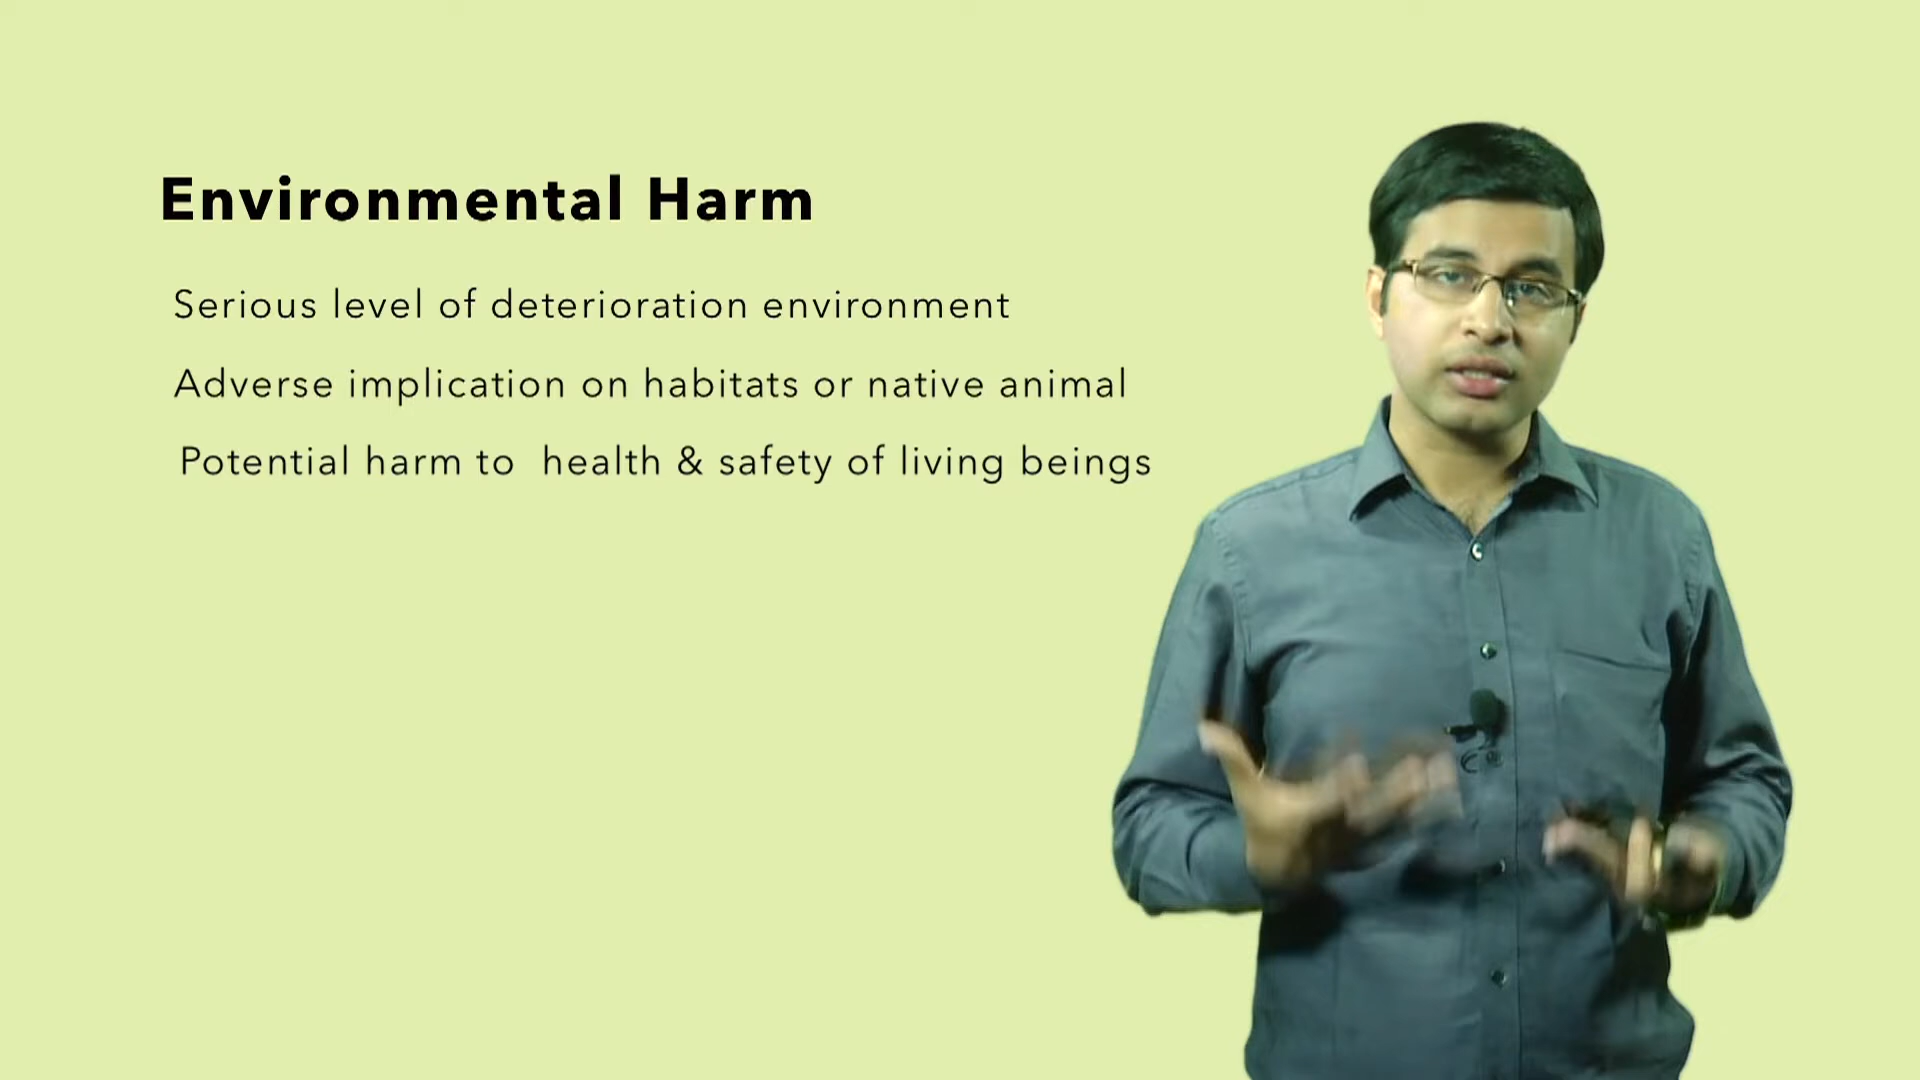 Environmental Harm
Serious level of deterioration environment
Adverse implication on habitats or native animal
Potential harm to health & safety of living beings